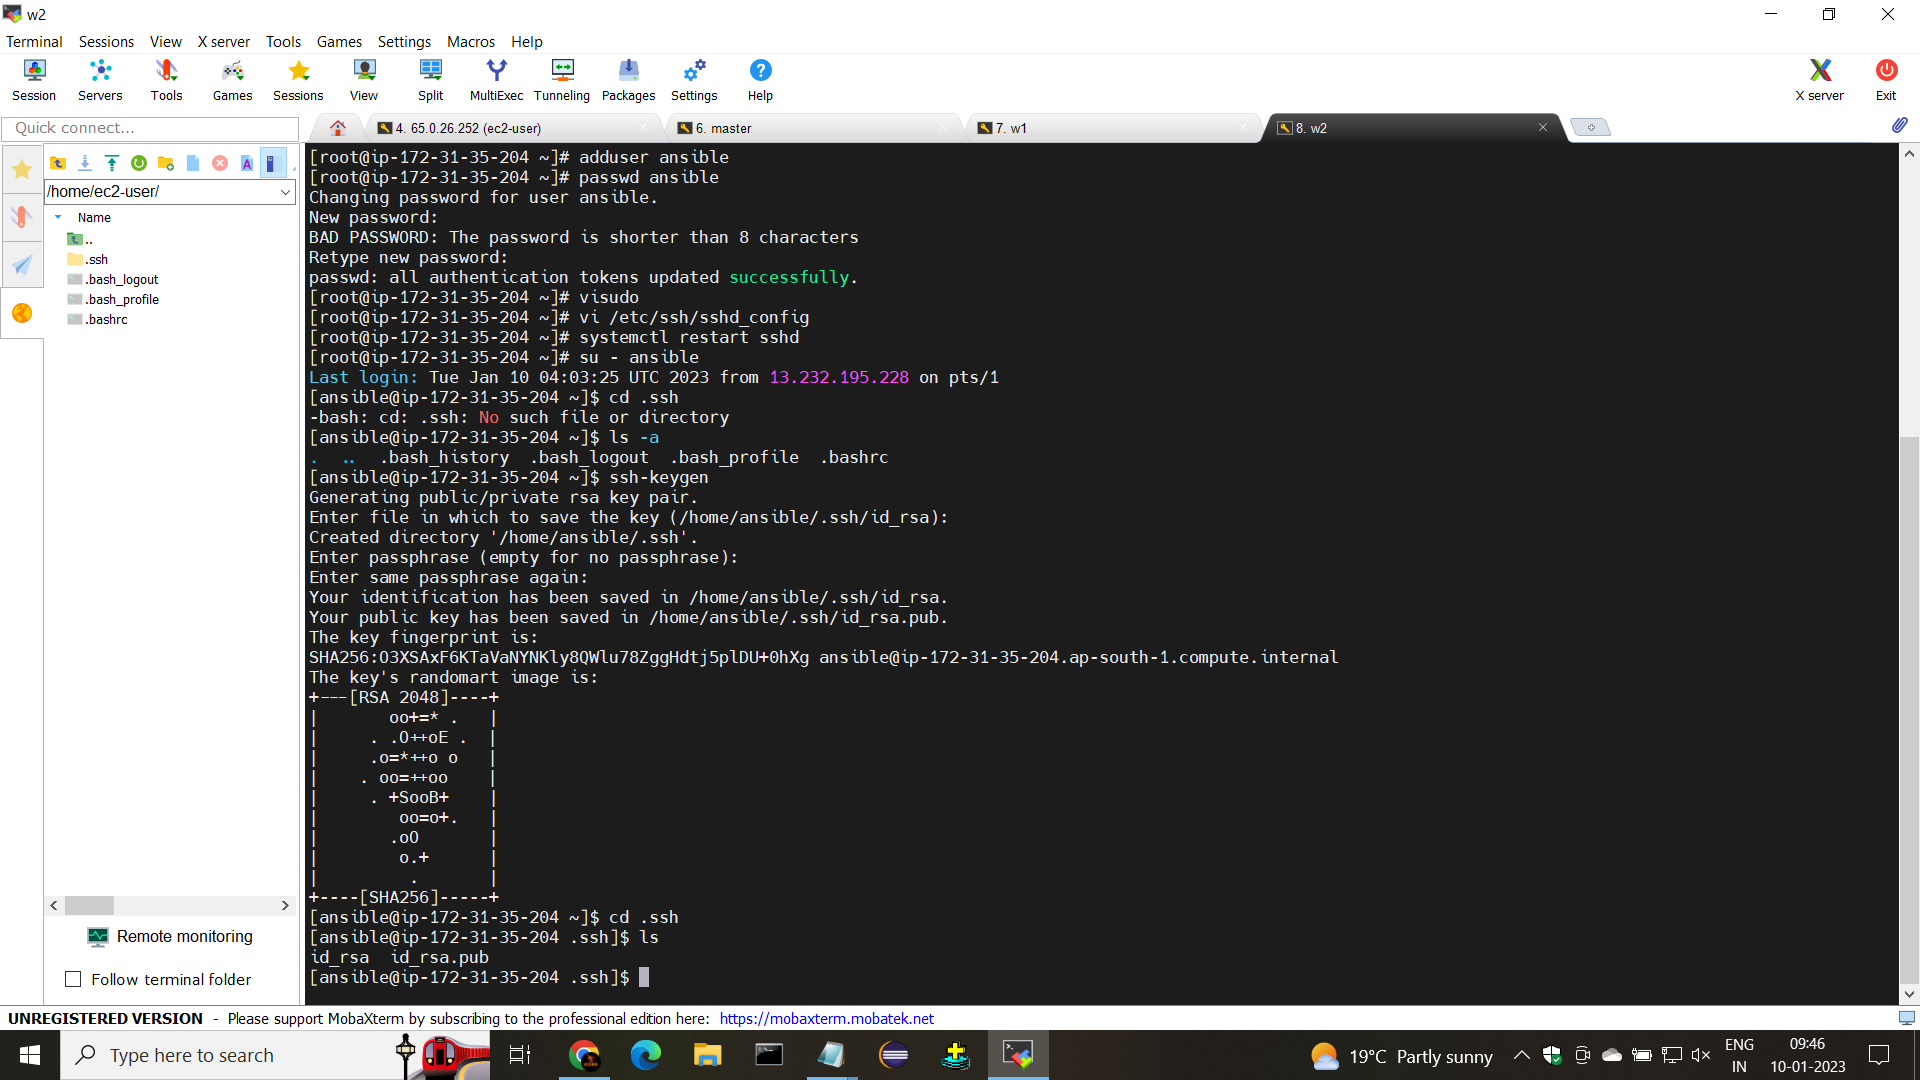 w2
Terminal Sessions View X server Tools Games Settings Macros Help
Session Servers Tools Games Sessions View Split MultiExec Tunneling Packages Settings Help X server Exit
Quick connect...
4. 65.0.26.252 (ec2-user)
6. master
7. w1
8. w2
/home/ec2-user/
Name
..
.ssh
.bash_logout
.bash_profile
.bashrc
Remote monitoring
Follow terminal folder
[root@ip-172-31-35-204 ~]# adduser ansible
[root@ip-172-31-35-204 ~]# passwd ansible
Changing password for user ansible.
New password:
BAD PASSWORD: The password is shorter than 8 characters
Retype new password:
passwd: all authentication tokens updated successfully.
[root@ip-172-31-35-204 ~]# visudo
[root@ip-172-31-35-204 ~]# vi /etc/ssh/sshd_config
[root@ip-172-31-35-204 ~]# systemctl restart sshd
[root@ip-172-31-35-204 ~]# su - ansible
Last login: Tue Jan 10 04:03:25 UTC 2023 from 13.232.195.228 on pts/1
[ansible@ip-172-31-35-204 ~]$ cd .ssh
-bash: cd: .ssh: No such file or directory
[ansible@ip-172-31-35-204 ~]$ ls -a
.  ..  .bash_history  .bash_logout  .bash_profile  .bashrc
[ansible@ip-172-31-35-204 ~]$ ssh-keygen
Generating public/private rsa key pair.
Enter file in which to save the key (/home/ansible/.ssh/id_rsa):
Created directory '/home/ansible/.ssh'.
Enter passphrase (empty for no passphrase):
Enter same passphrase again:
Your identification has been saved in /home/ansible/.ssh/id_rsa.
Your public key has been saved in /home/ansible/.ssh/id_rsa.pub.
The key fingerprint is:
SHA256:O3XSAxF6KTaVaNYNKly8QWlu78ZggHdtj5plDU+0hXg ansible@ip-172-31-35-204.ap-south-1.compute.internal
The key's randomart image is:
+---[RSA 2048]----+
|       oo+=* .   |
|     . .O++oE .  |
|     .o=*++o o   |
|    . oo=++oo    |
|     . +SooB+    |
|        oo=o+.   |
|       .oO       |
|        o.+      |
|         .       |
+----[SHA256]-----+
[ansible@ip-172-31-35-204 ~]$ cd .ssh
[ansible@ip-172-31-35-204 .ssh]$ ls
id_rsa  id_rsa.pub
[ansible@ip-172-31-35-204 .ssh]$
UNREGISTERED VERSION - Please support MobaXterm by subscribing to the professional edition here: https://mobaxterm.mobatek.net
Type here to search
19°C Partly sunny
ENG
IN
09:46
10-01-2023